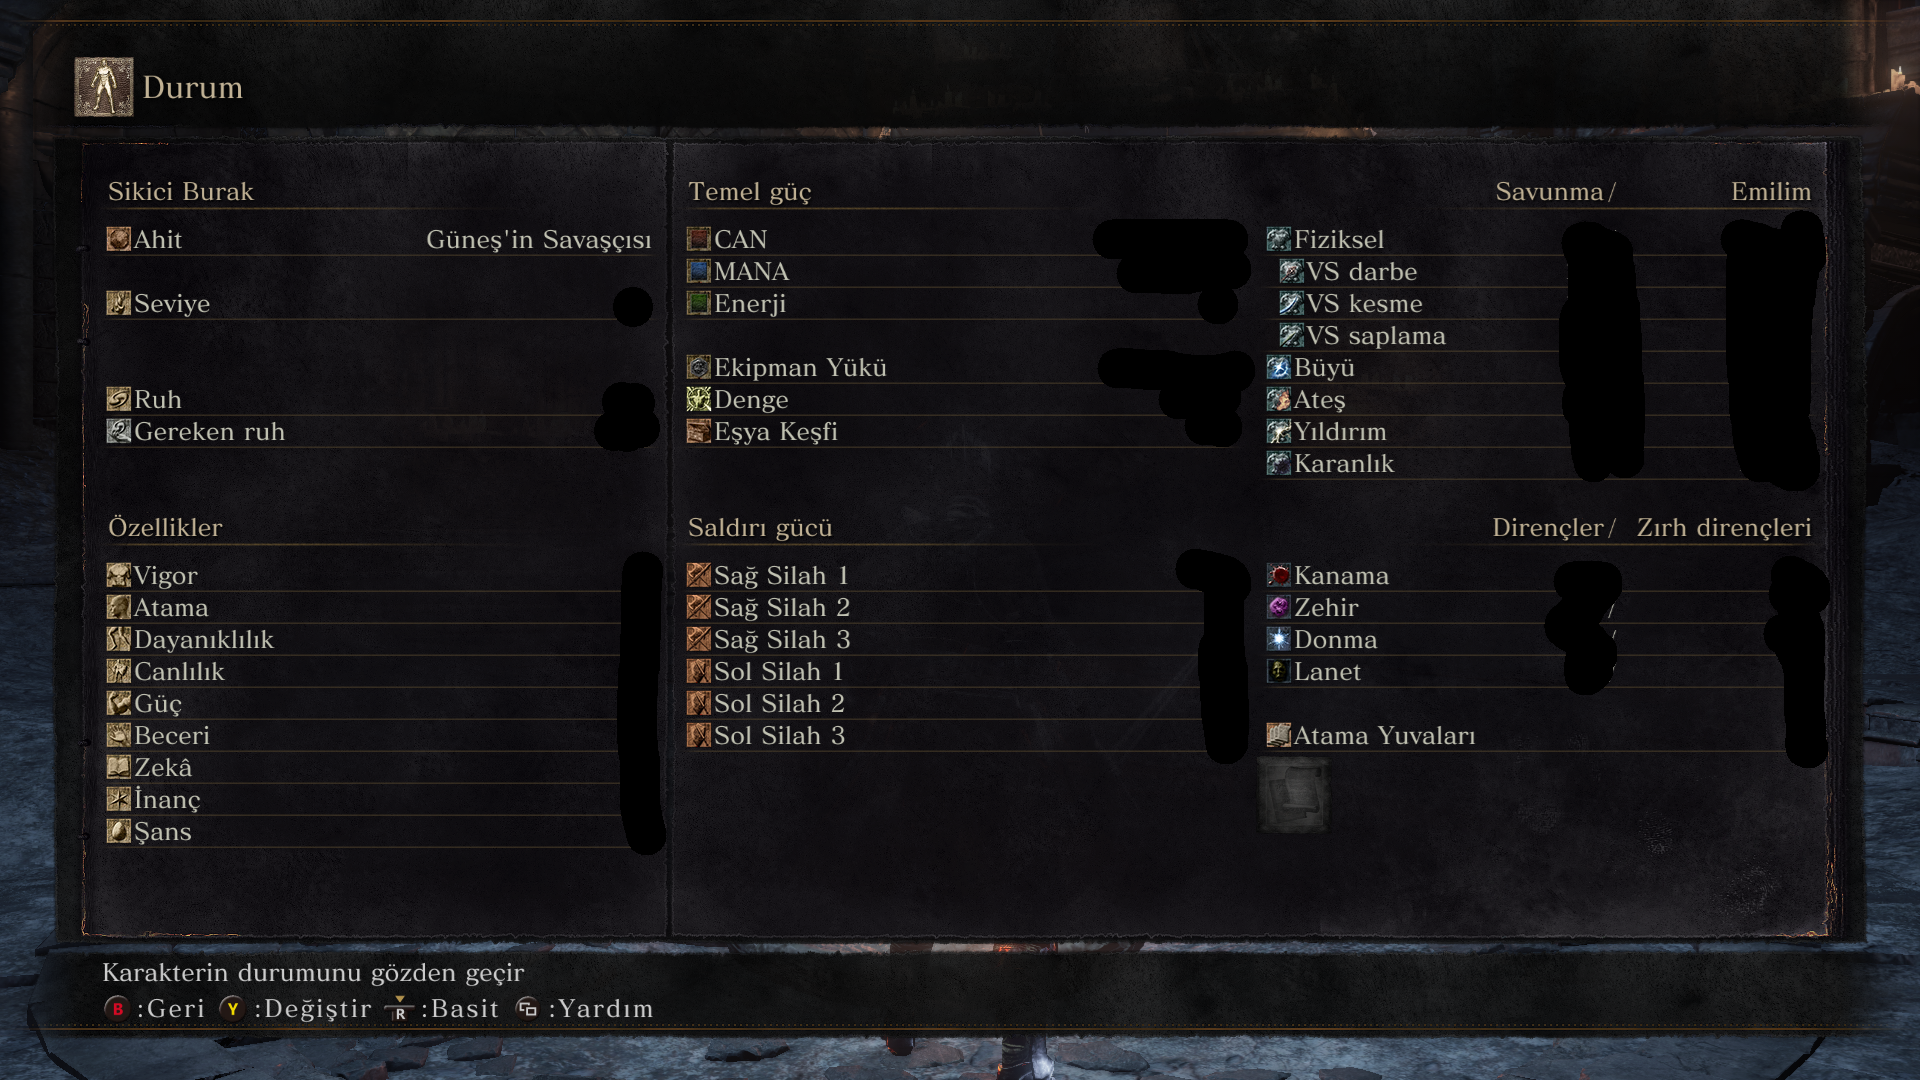 Durum
Sikici Burak
Ahit Güneş'in Savaşçısı
Seviye
Ruh
Gereken ruh
Özellikler
Vigor
Atama
Dayanıklılık
Canlılık
Güç
Beceri
Zekâ
İnanç
Şans
Temel güç
CAN
MANA
Enerji
Ekipman Yükü
Denge
Eşya Keşfi
Saldırı gücü
Sağ Silah 1
Sağ Silah 2
Sağ Silah 3
Sol Silah 1
Sol Silah 2
Sol Silah 3
Savunma/ Emilim
Fiziksel
VS darbe
VS kesme
VS saplama
Büyü
Ateş
Yıldırım
Karanlık
Dirençler/ Zırh dirençleri
Kanama
Zehir /
Donma /
Lanet
Atama Yuvaları
Karakterin durumunu gözden geçir
B :Geri Y :Değiştir R :Basit :Yardım